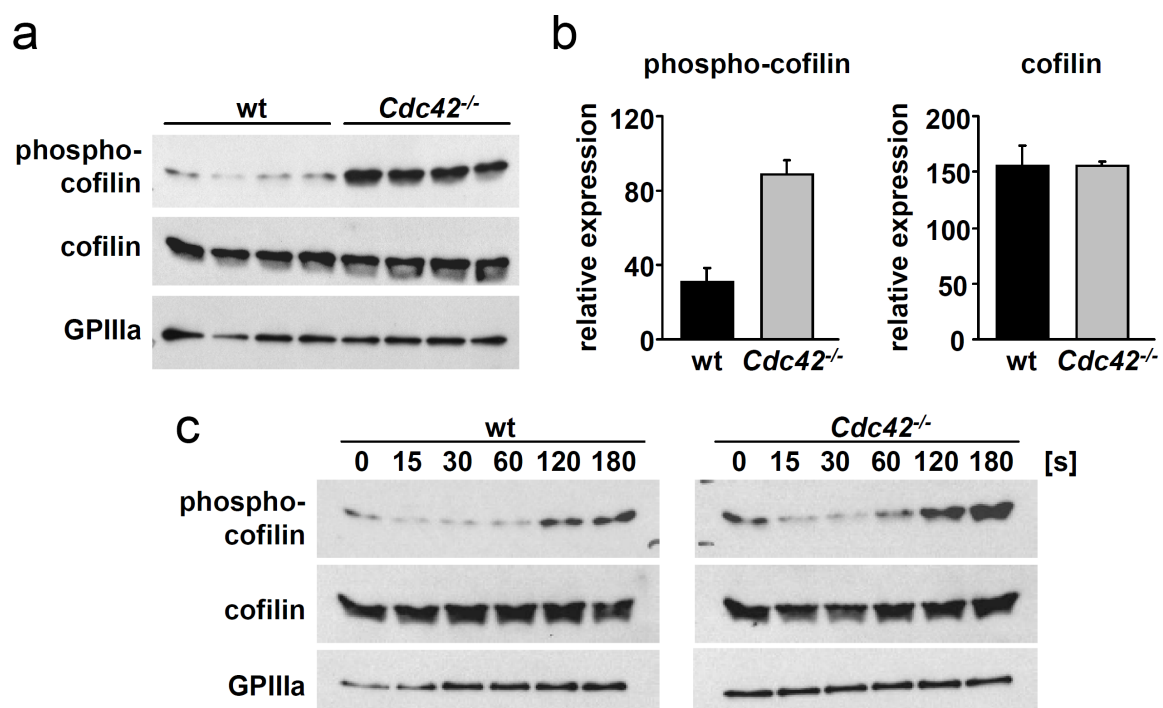 a
wt Cdc42-/-
phospho-
cofilin
cofilin
GPIIIa
b
phospho-cofilin
relative expression
120
80
40
0
wt Cdc42-/-
cofilin
relative expression
200
150
100
50
0
wt Cdc42-/-
c
wt Cdc42-/-
0 15 30 60 120 180 0 15 30 60 120 180 [s]
phospho-
cofilin
cofilin
GPIIIa